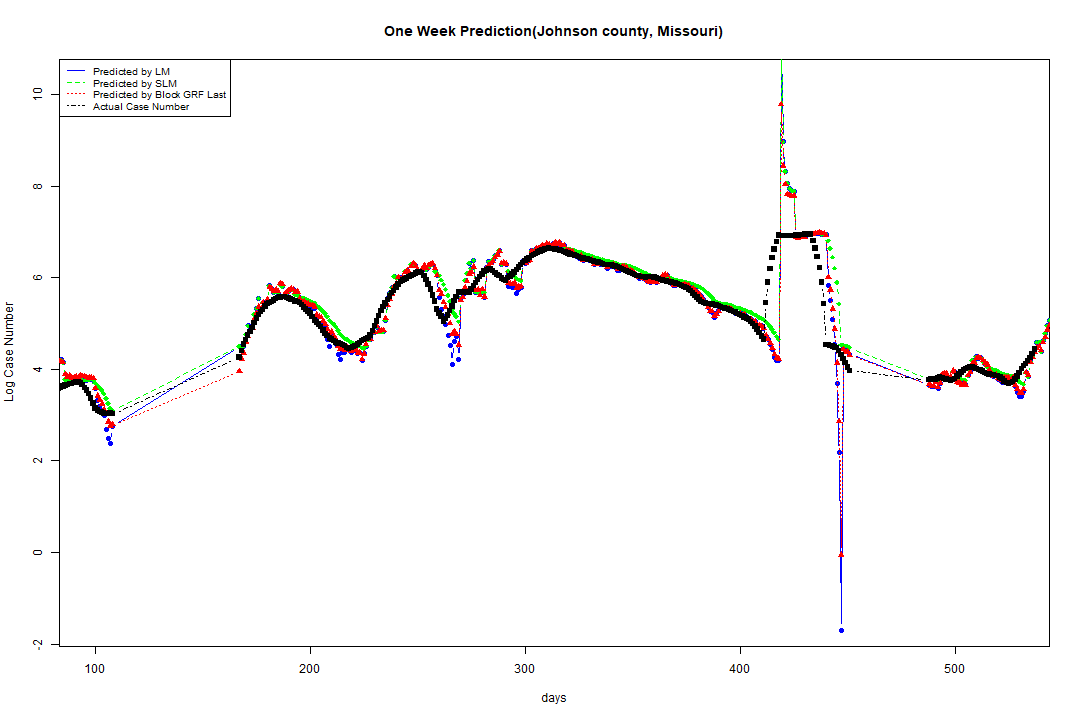 One Week Prediction(Johnson county, Missouri)
Predicted by LM
Predicted by SLM
Predicted by Block GRF Last
Actual Case Number
Log Case Number
10
8
6
4
2
0
-2
100 200 300 400 500
days